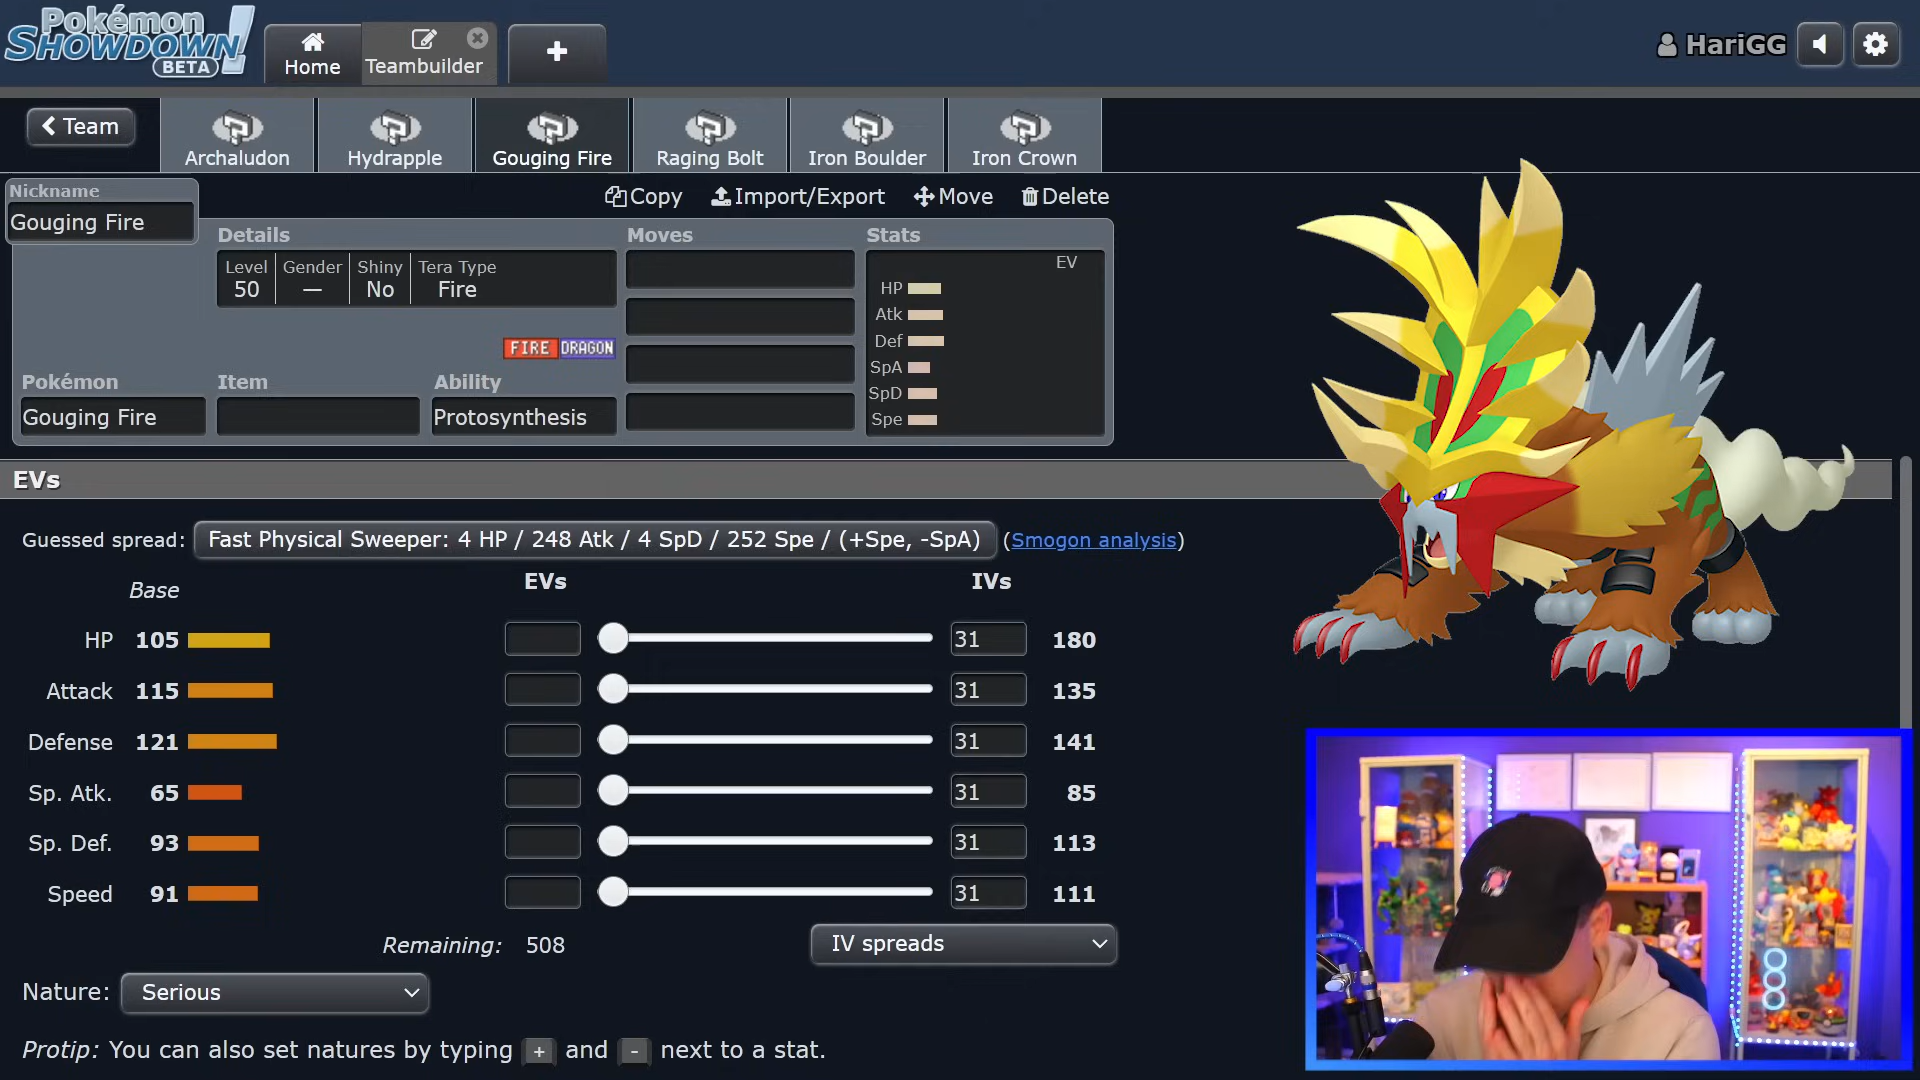 Pokémon
SHOWDOWN!
BETA
Home
Teambuilder
+
HariGG
Team
Archaludon
Hydrapple
Gouging Fire
Raging Bolt
Iron Boulder
Iron Crown
Nickname
Gouging Fire
Copy
Import/Export
Move
Delete
Details
Level
50
Gender
—
Shiny
No
Tera Type
Fire
FIRE DRAGON
Pokémon
Gouging Fire
Item
Ability
Protosynthesis
Moves
Stats
EV
HP
Atk
Def
SpA
SpD
Spe
EVs
Guessed spread: Fast Physical Sweeper: 4 HP / 248 Atk / 4 SpD / 252 Spe / (+Spe, -SpA) (Smogon analysis)
Base EVs IVs
HP 105 31 180
Attack 115 31 135
Defense 121 31 141
Sp. Atk. 65 31 85
Sp. Def. 93 31 113
Speed 91 31 111
Remaining: 508
IV spreads
Nature: Serious
Protip: You can also set natures by typing + and - next to a stat.